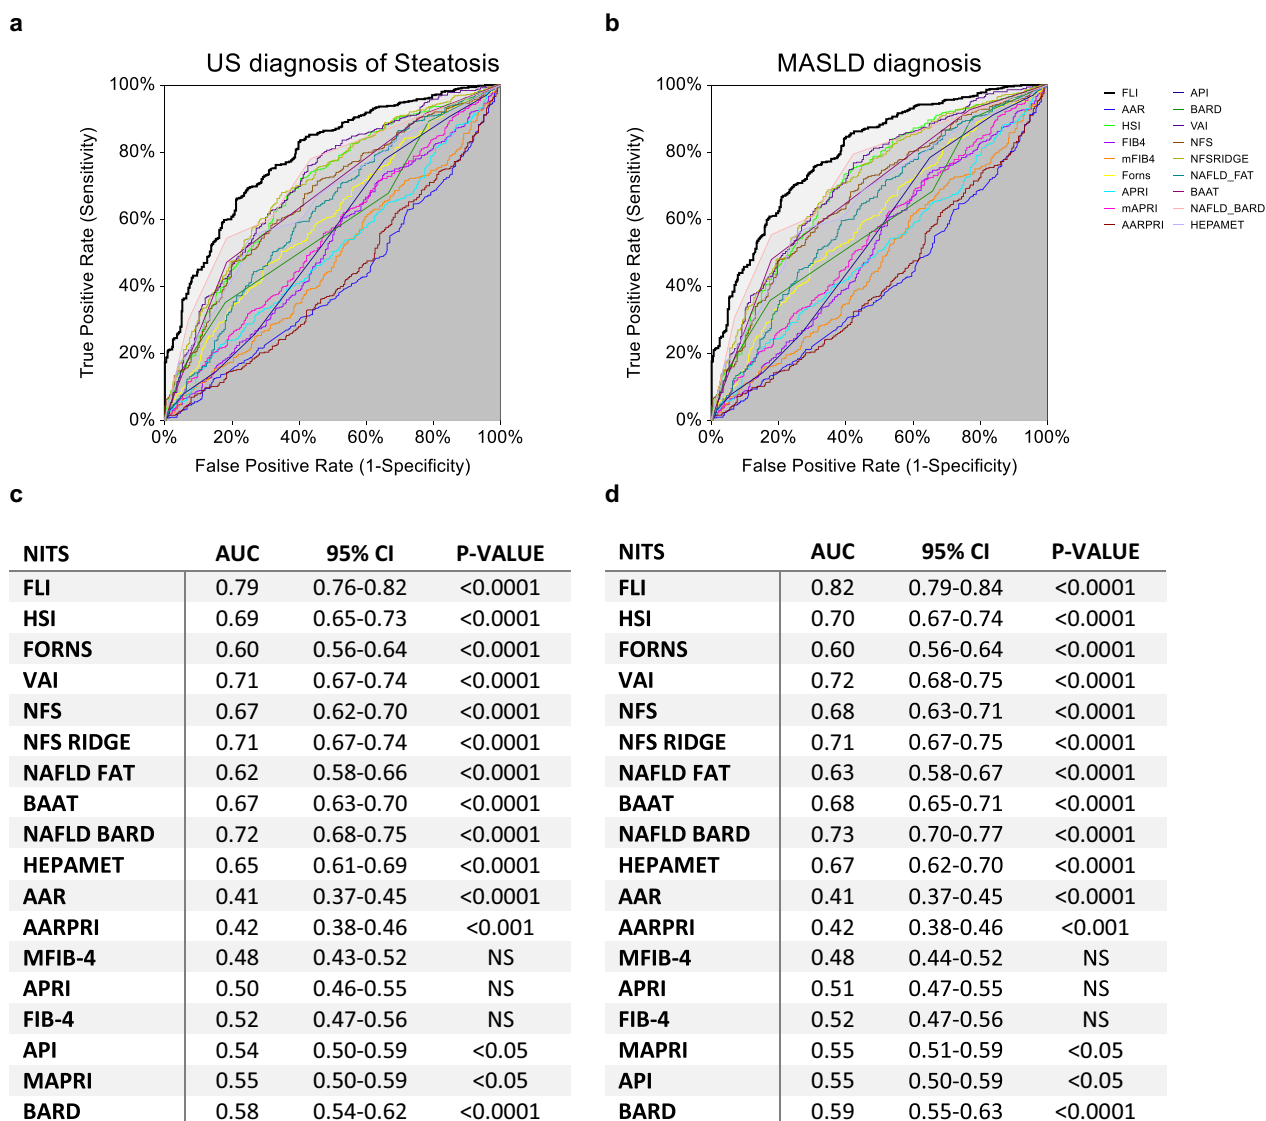 a
US diagnosis of Steatosis
100%
80%
60%
40%
20%
0%
True Positive Rate (Sensitivity)
0% 20% 40% 60% 80% 100%
False Positive Rate (1-Specificity)
b
MASLD diagnosis
100%
80%
60%
40%
20%
0%
True Positive Rate (Sensitivity)
0% 20% 40% 60% 80% 100%
False Positive Rate (1-Specificity)
FLI API
AAR BARD
HSI VAI
FIB4 NFS
mFIB4 NFSRIDGE
Forns NAFLD_FAT
APRI BAAT
mAPRI NAFLD_BARD
AARPRI HEPAMET
c
NITS AUC 95% CI P-VALUE
FLI 0.79 0.76-0.82 <0.0001
HSI 0.69 0.65-0.73 <0.0001
FORNS 0.60 0.56-0.64 <0.0001
VAI 0.71 0.67-0.74 <0.0001
NFS 0.67 0.62-0.70 <0.0001
NFS RIDGE 0.71 0.67-0.74 <0.0001
NAFLD FAT 0.62 0.58-0.66 <0.0001
BAAT 0.67 0.63-0.70 <0.0001
NAFLD BARD 0.72 0.68-0.75 <0.0001
HEPAMET 0.65 0.61-0.69 <0.0001
AAR 0.41 0.37-0.45 <0.0001
AARPRI 0.42 0.38-0.46 <0.001
MFIB-4 0.48 0.43-0.52 NS
APRI 0.50 0.46-0.55 NS
FIB-4 0.52 0.47-0.56 NS
API 0.54 0.50-0.59 <0.05
MAPRI 0.55 0.50-0.59 <0.05
BARD 0.58 0.54-0.62 <0.0001
d
NITS AUC 95% CI P-VALUE
FLI 0.82 0.79-0.84 <0.0001
HSI 0.70 0.67-0.74 <0.0001
FORNS 0.60 0.56-0.64 <0.0001
VAI 0.72 0.68-0.75 <0.0001
NFS 0.68 0.63-0.71 <0.0001
NFS RIDGE 0.71 0.67-0.75 <0.0001
NAFLD FAT 0.63 0.58-0.67 <0.0001
BAAT 0.68 0.65-0.71 <0.0001
NAFLD BARD 0.73 0.70-0.77 <0.0001
HEPAMET 0.67 0.62-0.70 <0.0001
AAR 0.41 0.37-0.45 <0.0001
AARPRI 0.42 0.38-0.46 <0.001
MFIB-4 0.48 0.44-0.52 NS
APRI 0.51 0.47-0.55 NS
FIB-4 0.52 0.47-0.56 NS
MAPRI 0.55 0.51-0.59 <0.05
API 0.55 0.50-0.59 <0.05
BARD 0.59 0.55-0.63 <0.0001